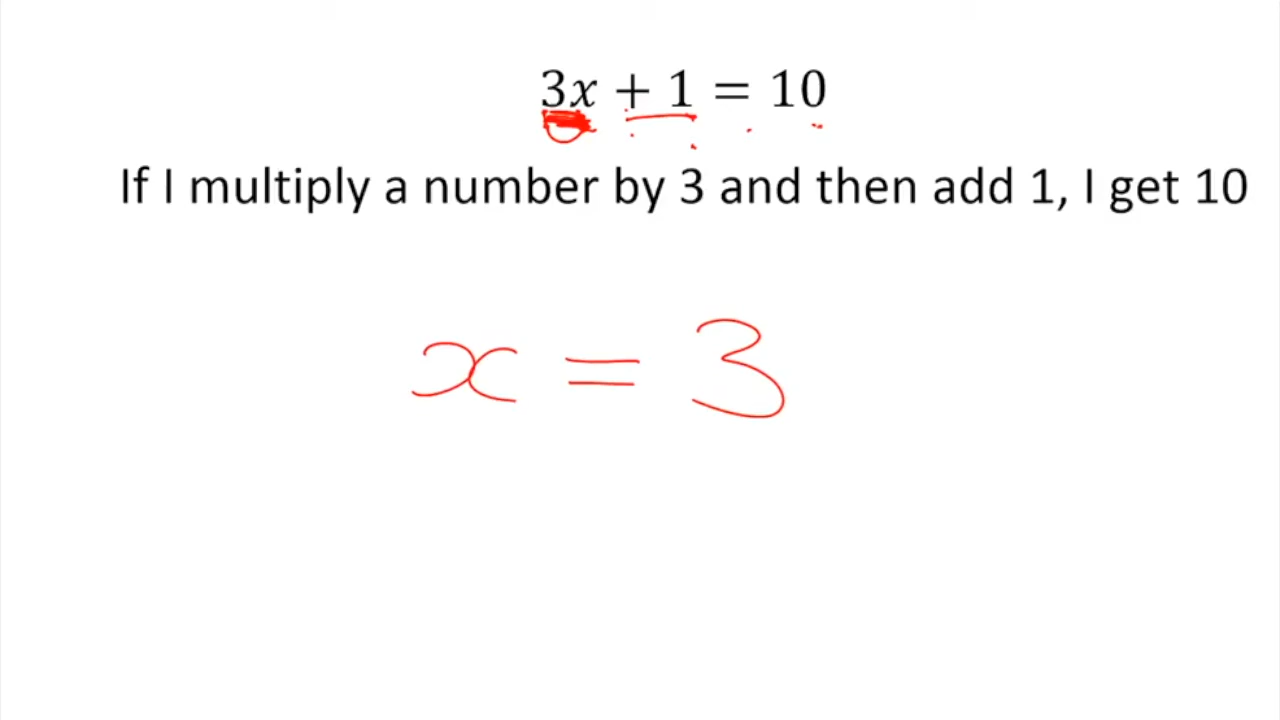 3x + 1 = 10
If I multiply a number by 3 and then add 1, I get 10
x = 3